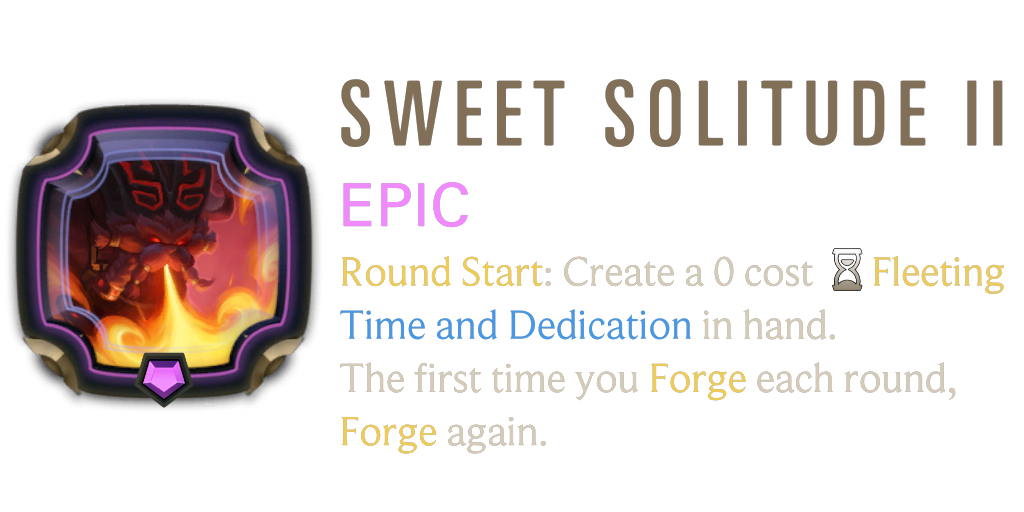 SWEET SOLITUDE II
EPIC
Round Start: Create a 0 cost Fleeting
Time and Dedication in hand.
The first time you Forge each round,
Forge again.